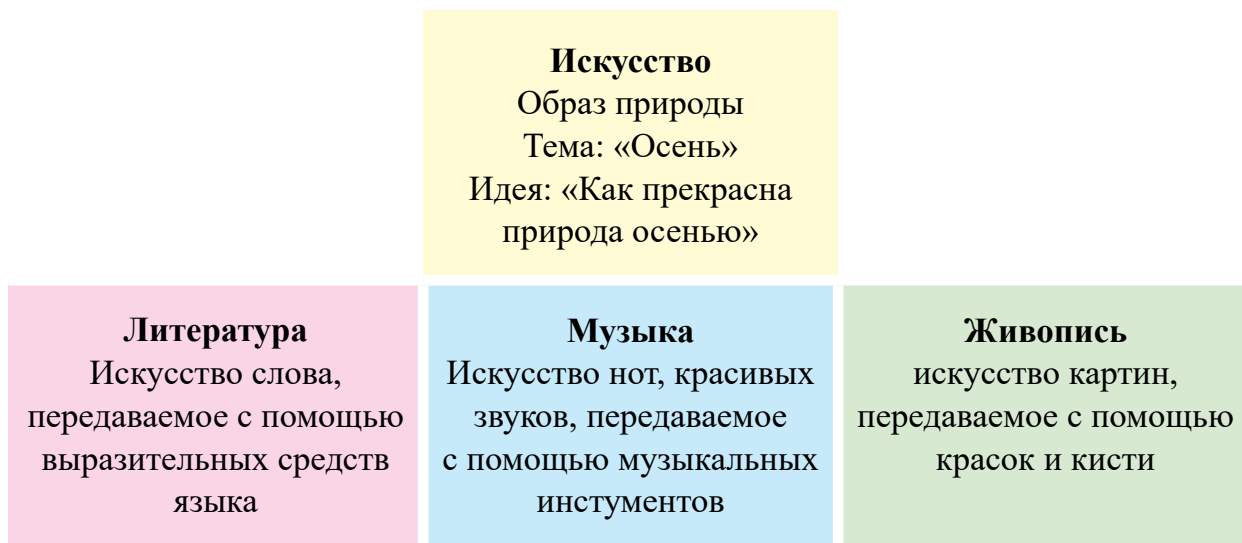 Искусство
Образ природы
Тема: «Осень»
Идея: «Как прекрасна
природа осенью»
Литература
Искусство слова,
передаваемое с помощью
выразительных средств
языка
Музыка
Искусство нот, красивых
звуков, передаваемое
с помощью музыкальных
инстументов
Живопись
искусство картин,
передаваемое с помощью
красок и кисти